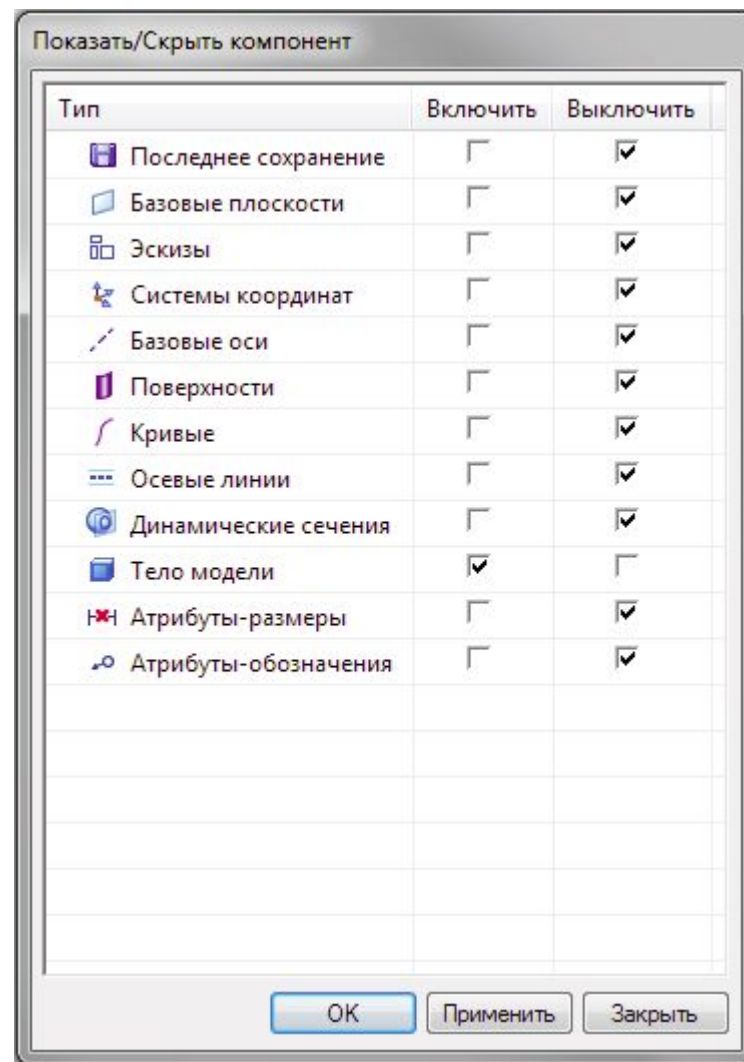 Показать/Скрыть компонент
Тип Включить Выключить
Последнее сохранение
Базовые плоскости
Эскизы
Системы координат
Базовые оси
Поверхности
Кривые
Осевые линии
Динамические сечения
Тело модели
Атрибуты-размеры
Атрибуты-обозначения
OK Применить Закрыть